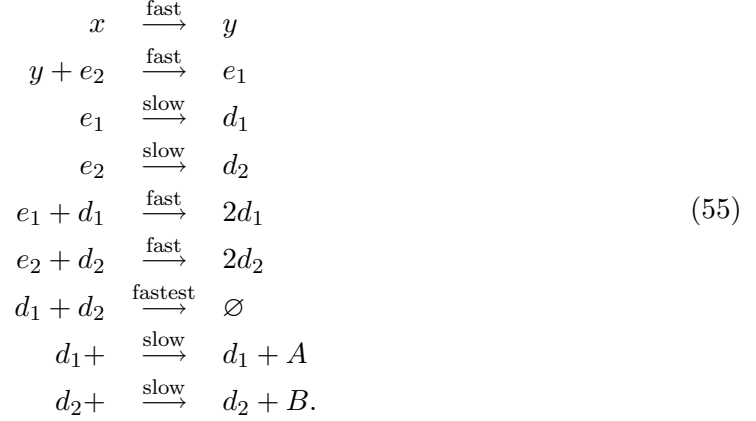 x fast⟶ y
y + e₂ fast⟶ e₁
e₁ slow⟶ d₁
e₂ slow⟶ d₂
e₁ + d₁ fast⟶ 2d₁ (55)
e₂ + d₂ fast⟶ 2d₂
d₁ + d₂ fastest⟶ ∅
d₁+ slow⟶ d₁ + A
d₂+ slow⟶ d₂ + B.